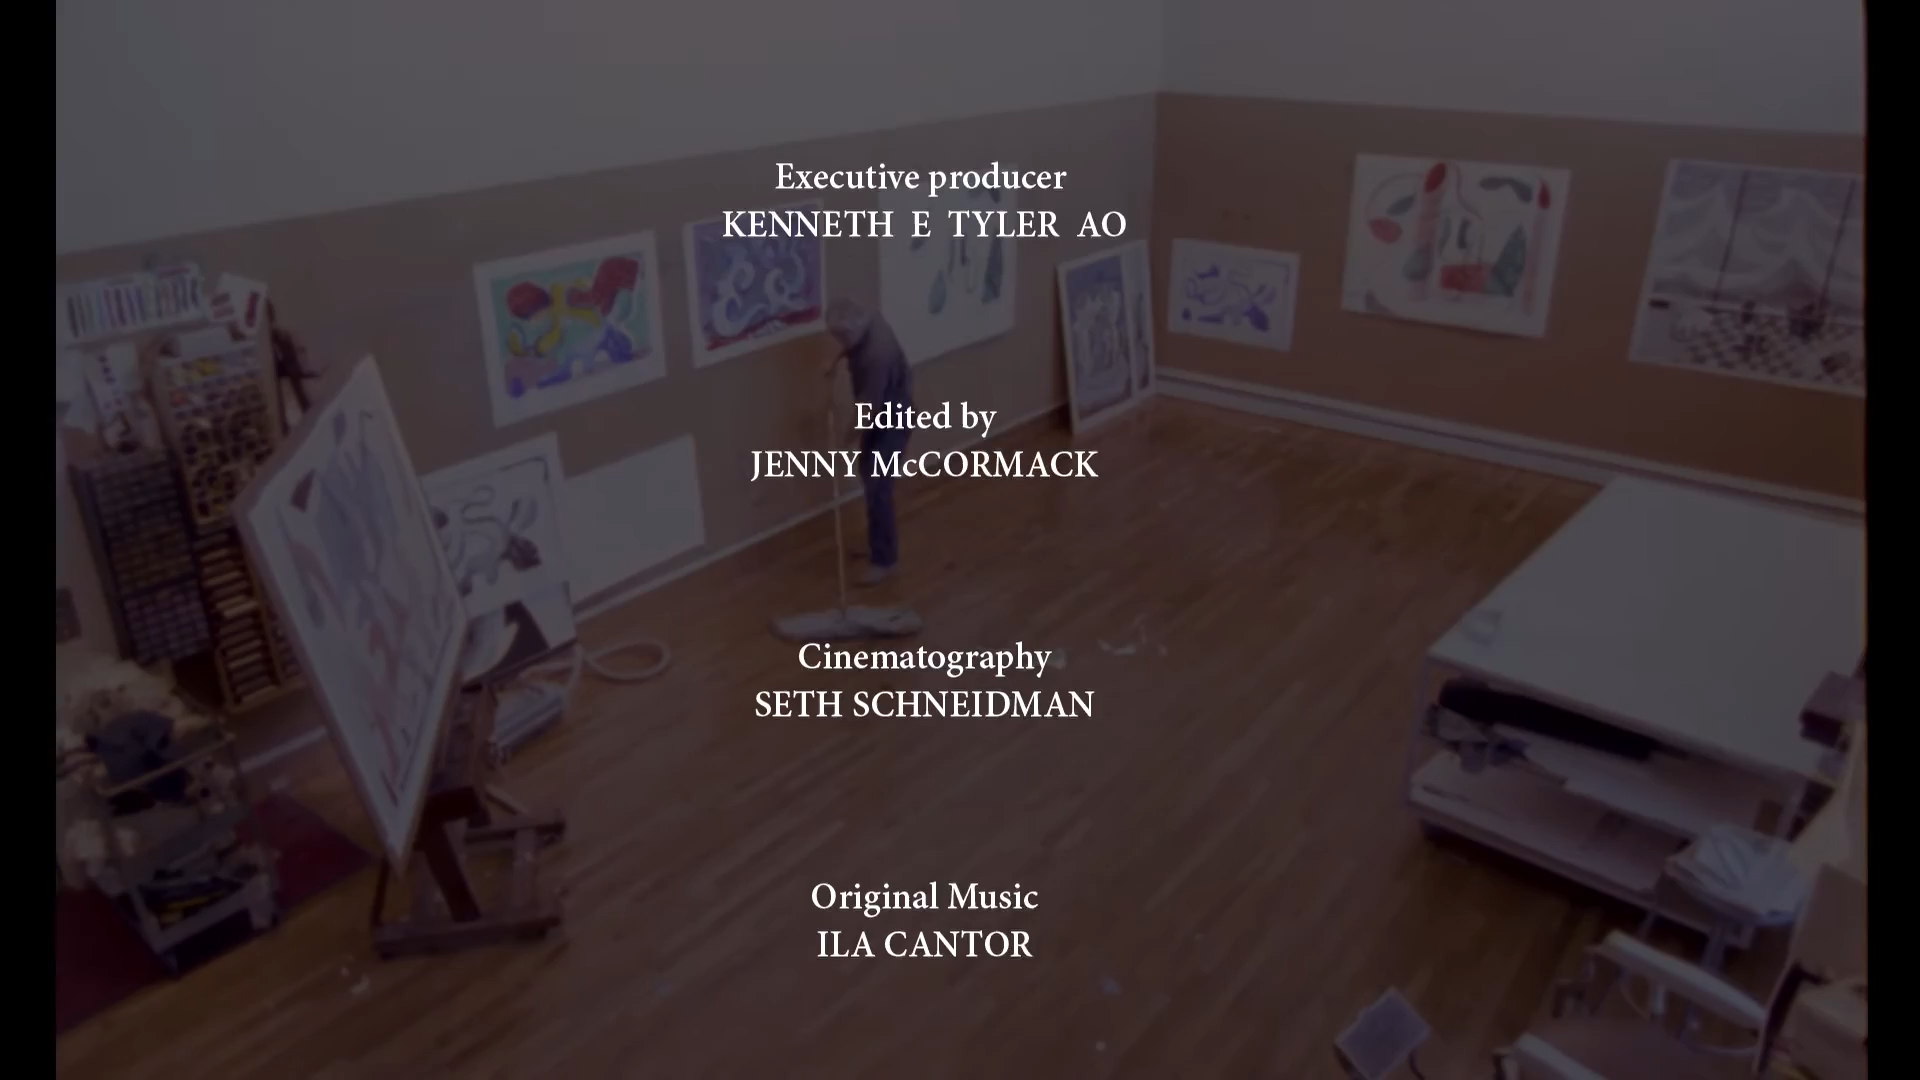 Executive producer
KENNETH E TYLER AO
Edited by
JENNY McCORMACK
Cinematography
SETH SCHNEIDMAN
Original Music
ILA CANTOR